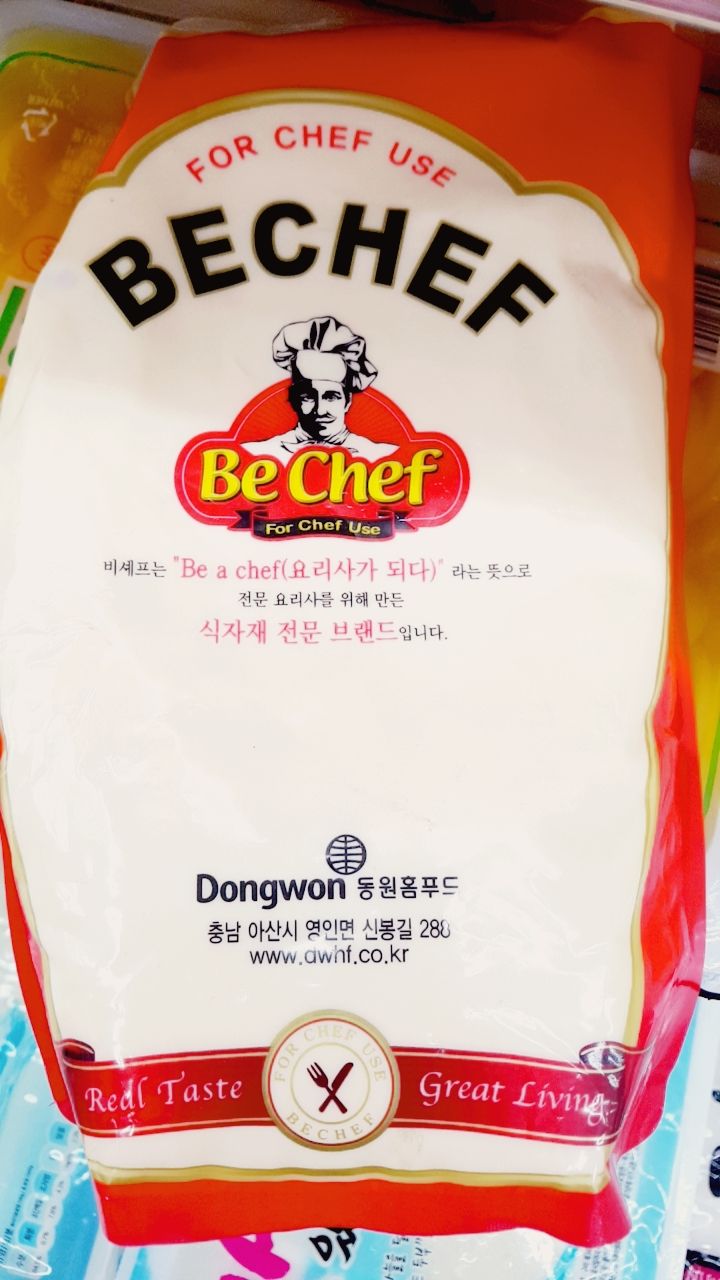 FOR CHEF USE
BECHEF
Be Chef
For Chef Use
비셰프는 "Be a chef(요리사가 되다)" 라는 뜻으로
전문 요리사를 위해 만든
식자재 전문 브랜드입니다.
Dongwon 동원홈푸드
충남 아산시 영인면 신봉길 288
www.dwhf.co.kr
FOR CHEF USE
Real Taste
Great Living
BECHEF